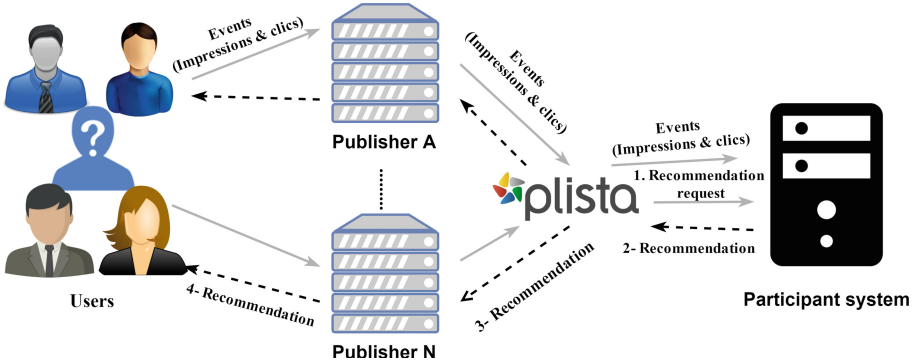 Events
(Impressions & clics)
Publisher A
Events
(Impressions & clics)
Events
(Impressions & clics)
1. Recommendation
request
plista
2- Recommendation
3- Recommendation
4- Recommendation
?
Users
Publisher N
Participant system